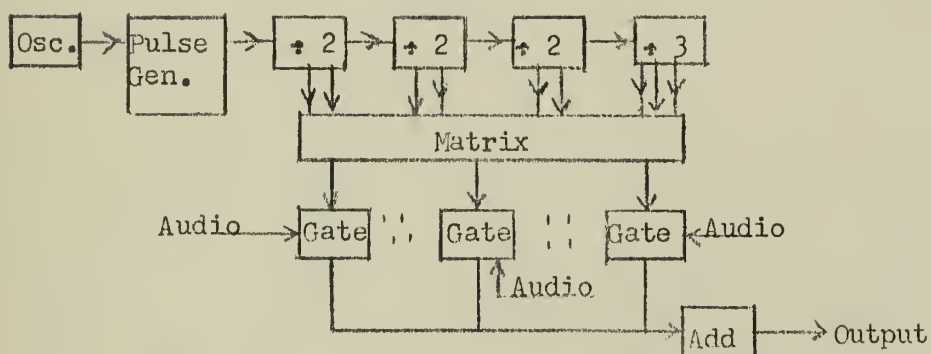 Osc.
Pulse Gen.
÷ 2
÷ 2
÷ 2
÷ 3
Matrix
Audio
Gate
Gate
Gate
Audio
Audio
Add
Output